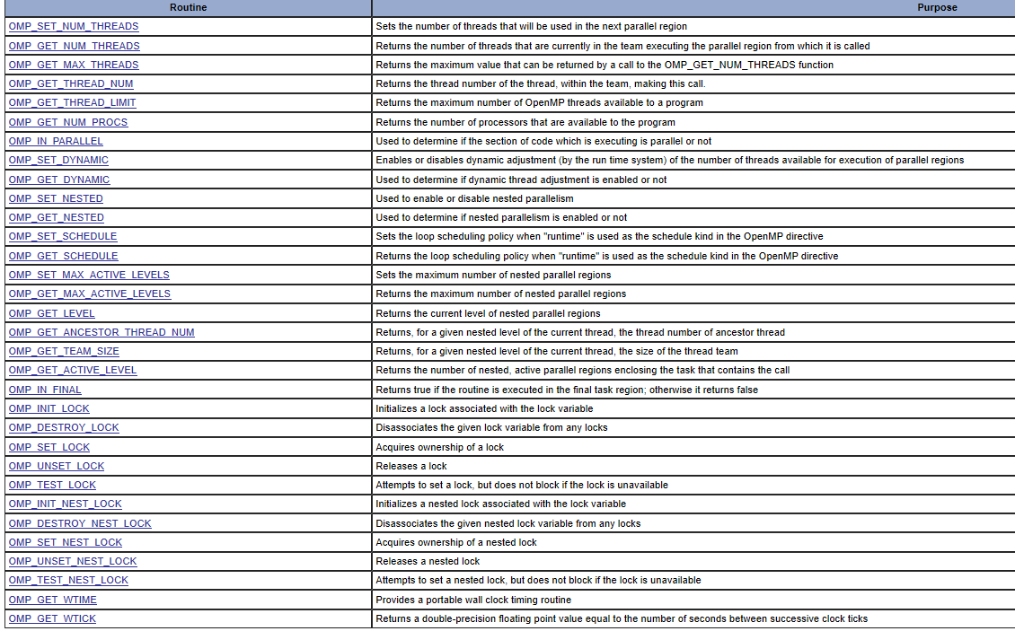 Routine Purpose
OMP_SET_NUM_THREADS Sets the number of threads that will be used in the next parallel region
OMP_GET_NUM_THREADS Returns the number of threads that are currently in the team executing the parallel region from which it is called
OMP_GET_MAX_THREADS Returns the maximum value that can be returned by a call to the OMP_GET_NUM_THREADS function
OMP_GET_THREAD_NUM Returns the thread number of the thread, within the team, making this call.
OMP_GET_THREAD_LIMIT Returns the maximum number of OpenMP threads available to a program
OMP_GET_NUM_PROCS Returns the number of processors that are available to the program
OMP_IN_PARALLEL Used to determine if the section of code which is executing is parallel or not
OMP_SET_DYNAMIC Enables or disables dynamic adjustment (by the run time system) of the number of threads available for execution of parallel regions
OMP_GET_DYNAMIC Used to determine if dynamic thread adjustment is enabled or not
OMP_SET_NESTED Used to enable or disable nested parallelism
OMP_GET_NESTED Used to determine if nested parallelism is enabled or not
OMP_SET_SCHEDULE Sets the loop scheduling policy when "runtime" is used as the schedule kind in the OpenMP directive
OMP_GET_SCHEDULE Returns the loop scheduling policy when "runtime" is used as the schedule kind in the OpenMP directive
OMP_SET_MAX_ACTIVE_LEVELS Sets the maximum number of nested parallel regions
OMP_GET_MAX_ACTIVE_LEVELS Returns the maximum number of nested parallel regions
OMP_GET_LEVEL Returns the current level of nested parallel regions
OMP_GET_ANCESTOR_THREAD_NUM Returns, for a given nested level of the current thread, the thread number of ancestor thread
OMP_GET_TEAM_SIZE Returns, for a given nested level of the current thread, the size of the thread team
OMP_GET_ACTIVE_LEVEL Returns the number of nested, active parallel regions enclosing the task that contains the call
OMP_IN_FINAL Returns true if the routine is executed in the final task region; otherwise it returns false
OMP_INIT_LOCK Initializes a lock associated with the lock variable
OMP_DESTROY_LOCK Disassociates the given lock variable from any locks
OMP_SET_LOCK Acquires ownership of a lock
OMP_UNSET_LOCK Releases a lock
OMP_TEST_LOCK Attempts to set a lock, but does not block if the lock is unavailable
OMP_INIT_NEST_LOCK Initializes a nested lock associated with the lock variable
OMP_DESTROY_NEST_LOCK Disassociates the given nested lock variable from any locks
OMP_SET_NEST_LOCK Acquires ownership of a nested lock
OMP_UNSET_NEST_LOCK Releases a nested lock
OMP_TEST_NEST_LOCK Attempts to set a nested lock, but does not block if the lock is unavailable
OMP_GET_WTIME Provides a portable wall clock timing routine
OMP_GET_WTICK Returns a double-precision floating point value equal to the number of seconds between successive clock ticks